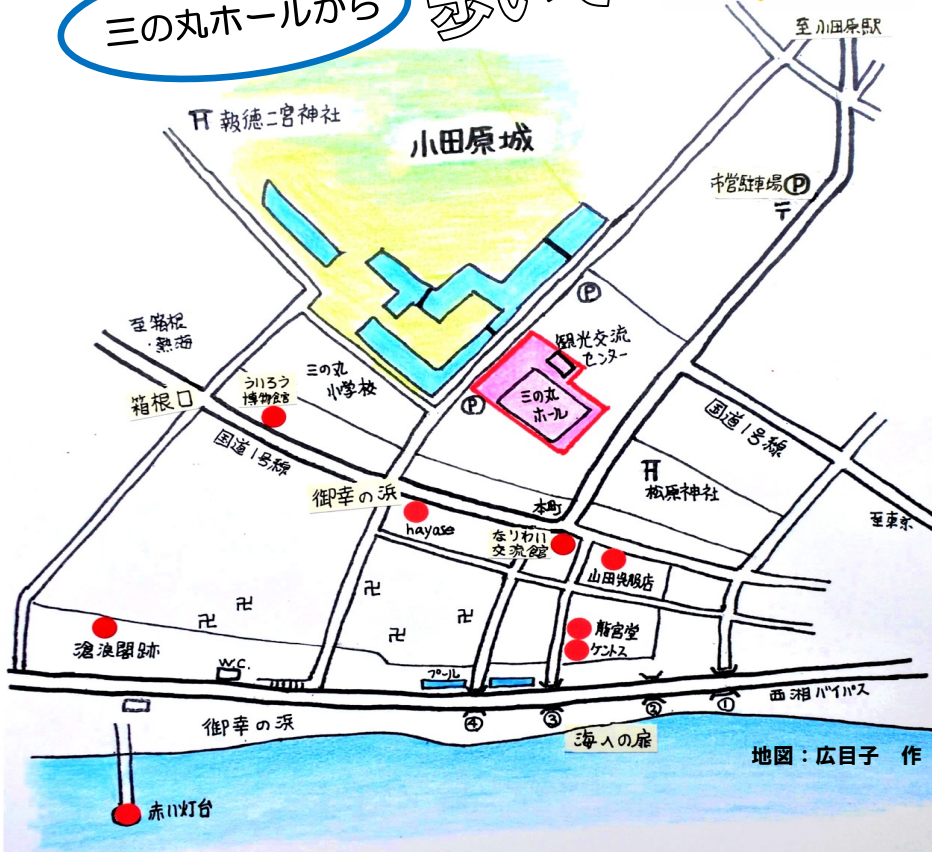 三の丸ホールから
歩いて
至小田原駅
報徳二宮神社
小田原城
市営駐車場 P
〒
P
至箱根
・熱海
観光交流
センター
三の丸
小学校
ういろう
博物館
箱根口
P
三の丸
ホール
国道1号線
国道1号線
松原神社
御幸の浜
本町
至東京
hayase
なりわい
交流館
山田呉服店
卍
卍
卍
卍
卍
龍宮堂
ケントス
滄浪閣跡
W.C.
プール
西湘バイパス
御幸の浜
④
③
②
①
海への扉
地図：広目子 作
赤い灯台